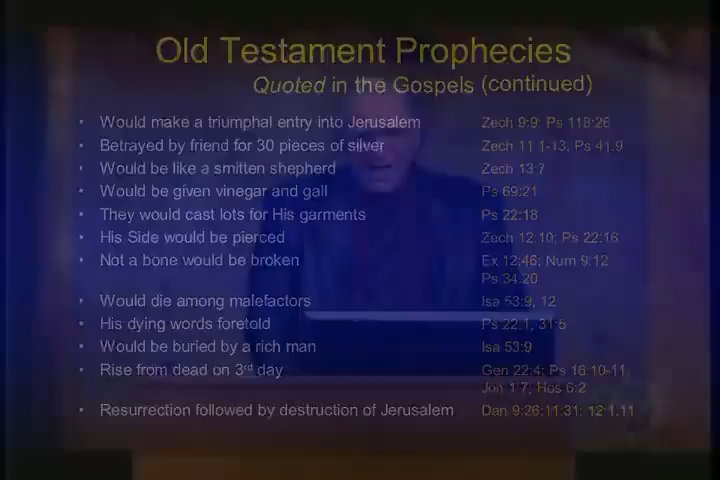 Old Testament Prophecies
Quoted in the Gospels (continued)
• Would make a triumphal entry into Jerusalem Zech 9:9; Ps 118:26
• Betrayed by friend for 30 pieces of silver Zech 11:1-13, Ps 41:9
• Would be like a smitten shepherd Zech 13:7
• Would be given vinegar and gall Ps 69:21
• They would cast lots for His garments Ps 22:18
• His Side would be pierced Zech 12:10; Ps 22:16
• Not a bone would be broken Ex 12:46; Num 9:12
Ps 34:20
• Would die among malefactors Isa 53:9, 12
• His dying words foretold Ps 22:1, 31:5
• Would be buried by a rich man Isa 53:9
• Rise from dead on 3rd day Gen 22:4; Ps 16:10-11,
Jon 1:7; Hos 6:2
• Resurrection followed by destruction of Jerusalem Dan 9:26; 11:31; 12:1,11